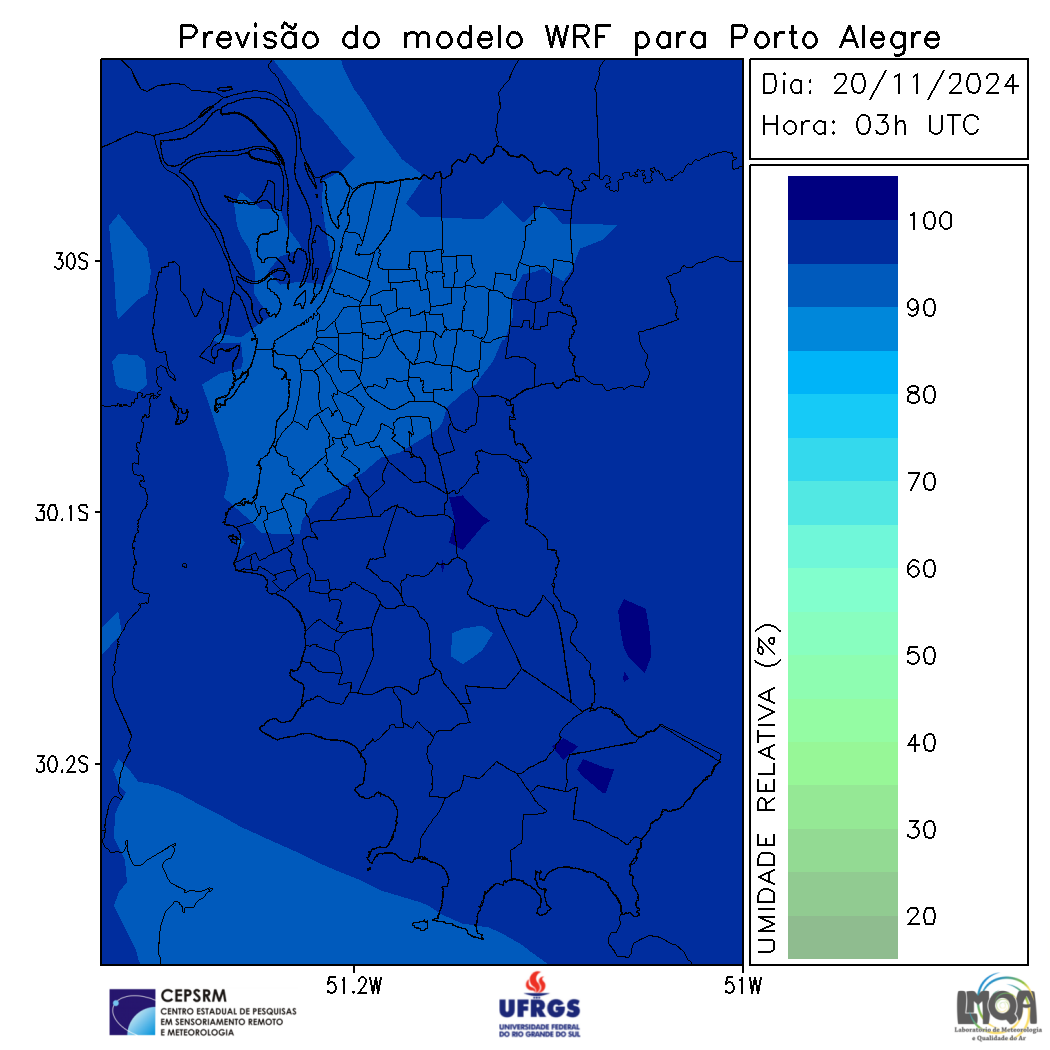 Previsão do modelo WRF para Porto Alegre
Dia: 20/11/2024
Hora: 03h UTC
100
90
80
70
60
50
40
30
20
UMIDADE RELATIVA (%)
30S
30.1S
30.2S
51.2W
51W
CEPSRM
CENTRO ESTADUAL DE PESQUISAS
EM SENSORIAMENTO REMOTO
E METEOROLOGIA
UFRGS
UNIVERSIDADE FEDERAL
DO RIO GRANDE DO SUL
LMQA
Laboratório de Meteorologia
e Qualidade do Ar